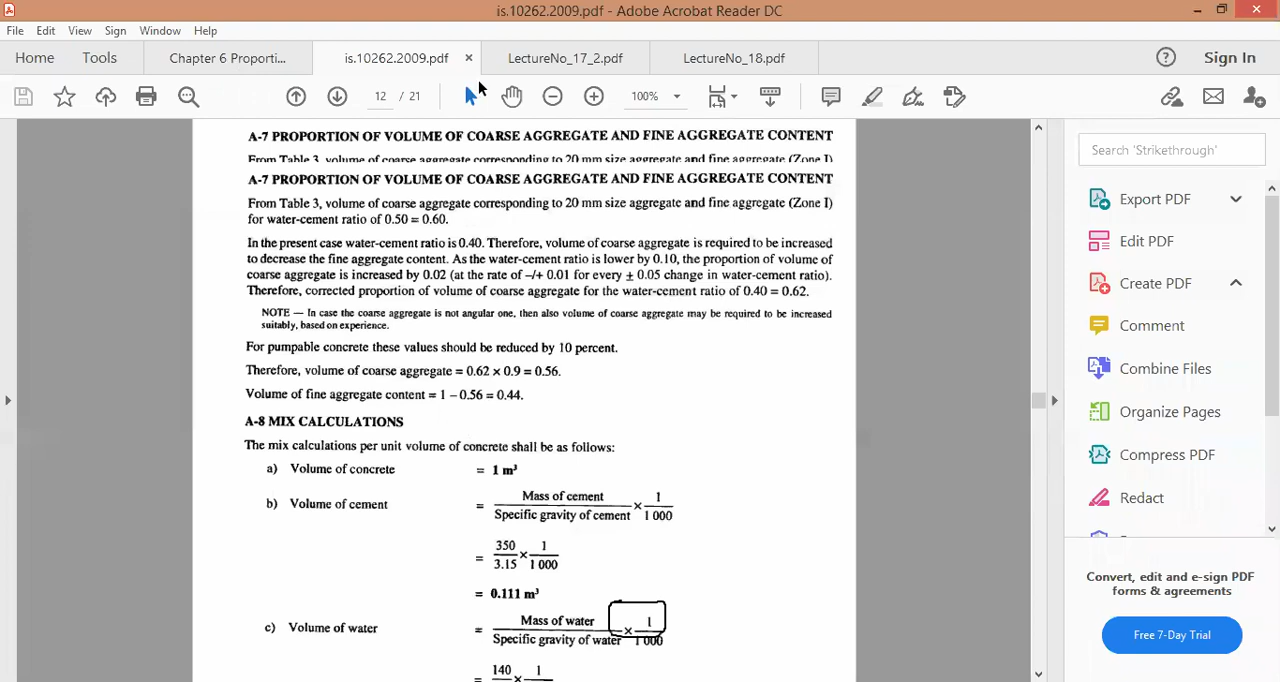 is.10262.2009.pdf - Adobe Acrobat Reader DC
File Edit View Sign Window Help
Home Tools Chapter 6 Proporti... is.10262.2009.pdf × LectureNo_17_2.pdf LectureNo_18.pdf Sign In
12 / 21 100%
A-7 PROPORTION OF VOLUME OF COARSE AGGREGATE AND FINE AGGREGATE CONTENT
From Table 3, volume of coarse aggregate corresponding to 20 mm size aggregate and fine aggregate (Zone I)
A-7 PROPORTION OF VOLUME OF COARSE AGGREGATE AND FINE AGGREGATE CONTENT
From Table 3, volume of coarse aggregate corresponding to 20 mm size aggregate and fine aggregate (Zone I)
for water-cement ratio of 0.50 = 0.60.
In the present case water-cement ratio is 0.40. Therefore, volume of coarse aggregate is required to be increased
to decrease the fine aggregate content. As the water-cement ratio is lower by 0.10, the proportion of volume of
coarse aggregate is increased by 0.02 (at the rate of –/+ 0.01 for every ± 0.05 change in water-cement ratio).
Therefore, corrected proportion of volume of coarse aggregate for the water-cement ratio of 0.40 = 0.62.
NOTE — In case the coarse aggregate is not angular one, then also volume of coarse aggregate may be required to be increased
suitably, based on experience.
For pumpable concrete these values should be reduced by 10 percent.
Therefore, volume of coarse aggregate = 0.62 × 0.9 = 0.56.
Volume of fine aggregate content = 1 – 0.56 = 0.44.
A-8 MIX CALCULATIONS
The mix calculations per unit volume of concrete shall be as follows:
a) Volume of concrete = 1 m³
b) Volume of cement = Mass of cement / Specific gravity of cement × 1 / 1 000
= 350 / 3.15 × 1 / 1 000
= 0.111 m³
c) Volume of water = Mass of water / Specific gravity of water × 1 / 1 000
= 140 × 1
Search 'Strikethrough'
Export PDF
Edit PDF
Create PDF
Comment
Combine Files
Organize Pages
Compress PDF
Redact
Convert, edit and e-sign PDF
forms & agreements
Free 7-Day Trial